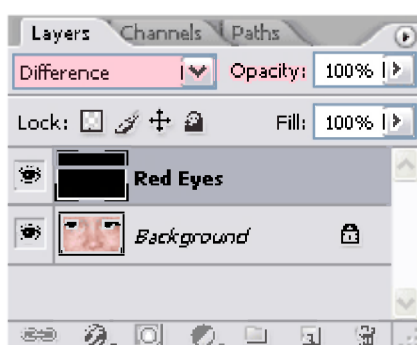 Layers Channels Paths
Difference Opacity: 100%
Lock: Fill: 100%
Red Eyes
Background